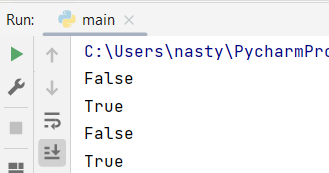 Run: main
C:\Users\nasty\PycharmPro
False
True
False
True